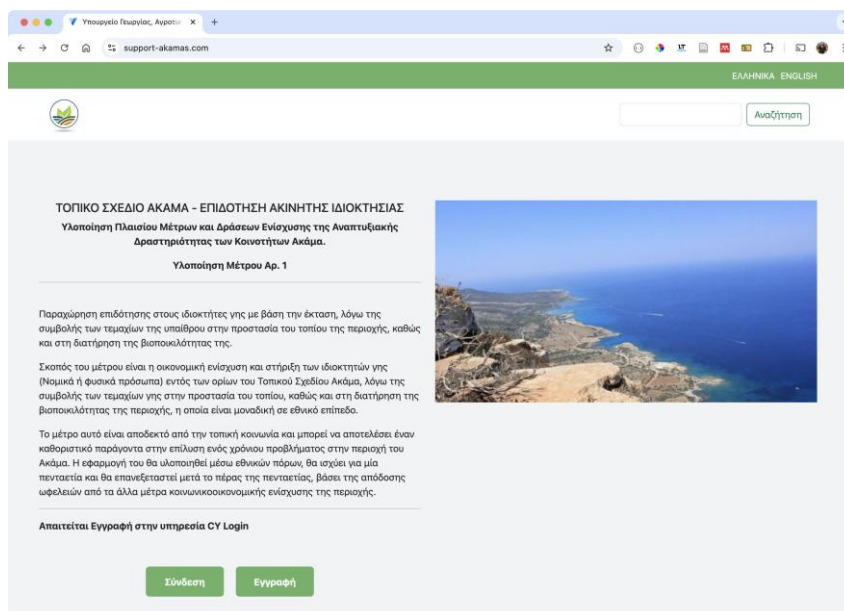 Υπουργείο Γεωργίας, Αγροτικ
support-akamas.com
ΕΛΛΗΝΙΚΑ ENGLISH
Αναζήτηση
ΤΟΠΙΚΟ ΣΧΕΔΙΟ ΑΚΑΜΑ - ΕΠΙΔΟΤΗΣΗ ΑΚΙΝΗΤΗΣ ΙΔΙΟΚΤΗΣΙΑΣ
Υλοποίηση Πλαισίου Μέτρων και Δράσεων Ενίσχυσης της Αναπτυξιακής
Δραστηριότητας των Κοινοτήτων Ακάμα.
Υλοποίηση Μέτρου Αρ. 1
Παραχώρηση επιδότησης στους ιδιοκτήτες γης με βάση την έκταση, λόγω της
συμβολής των τεμαχίων της υπαίθρου στην προστασία του τοπίου της περιοχής, καθώς
και στη διατήρηση της βιοποικιλότητας της.
Σκοπός του μέτρου είναι η οικονομική ενίσχυση και στήριξη των ιδιοκτητών γης
(Νομικά ή φυσικά πρόσωπα) εντός των ορίων του Τοπικού Σχεδίου Ακάμα, λόγω της
συμβολής των τεμαχίων γης στην προστασία του τοπίου, καθώς και στη διατήρηση της
βιοποικιλότητας της περιοχής, η οποία είναι μοναδική σε εθνικό επίπεδο.
Το μέτρο αυτό είναι αποδεκτό από την τοπική κοινωνία και μπορεί να αποτελέσει έναν
καθοριστικό παράγοντα στην επίλυση ενός χρόνιου προβλήματος στην περιοχή του
Ακάμα. Η εφαρμογή του θα υλοποιηθεί μέσω εθνικών πόρων, θα ισχύει για μία
πενταετία και θα επανεξεταστεί μετά το πέρας της πενταετίας, βάσει της απόδοσης
ωφελειών από τα άλλα μέτρα κοινωνικοοικονομικής ενίσχυσης της περιοχής.
Απαιτείται Εγγραφή στην υπηρεσία CY Login
Σύνδεση Εγγραφή